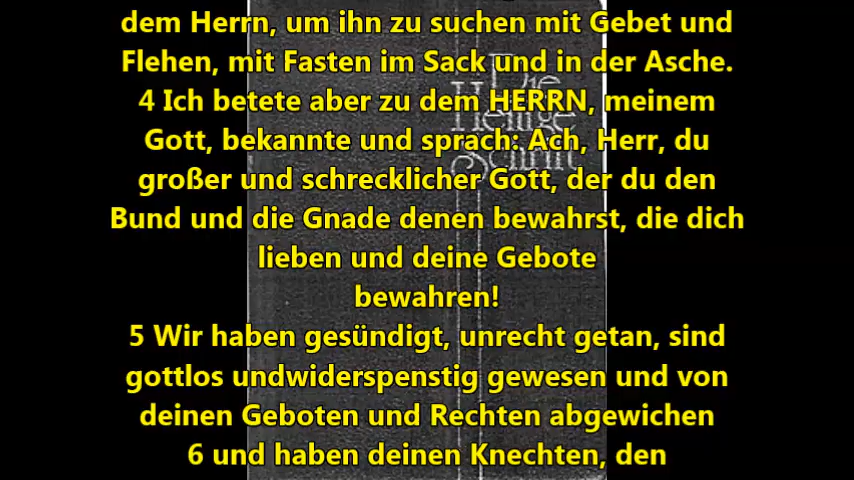 dem Herrn, um ihn zu suchen mit Gebet und
Flehen, mit Fasten im Sack und in der Asche.
4 Ich betete aber zu dem HERRN, meinem
Gott, bekannte und sprach: Ach, Herr, du
großer und schrecklicher Gott, der du den
Bund und die Gnade denen bewahrst, die dich
lieben und deine Gebote
bewahren!
5 Wir haben gesündigt, unrecht getan, sind
gottlos undwiderspenstig gewesen und von
deinen Geboten und Rechten abgewichen
6 und haben deinen Knechten, den
Die
Heilige
Schrift